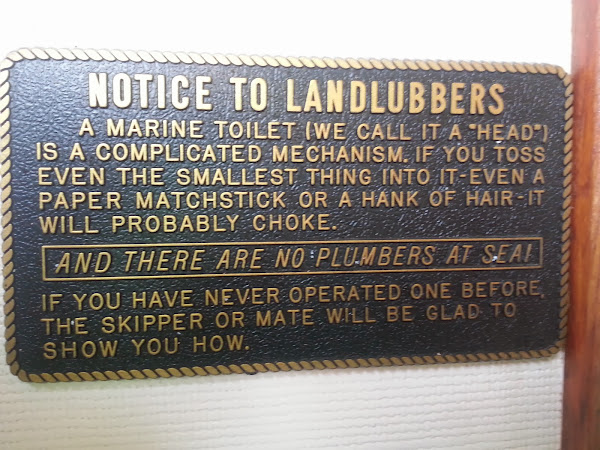 NOTICE TO LANDLUBBERS
A MARINE TOILET (WE CALL IT A "HEAD")
IS A COMPLICATED MECHANISM. IF YOU TOSS
EVEN THE SMALLEST THING INTO IT-EVEN A
PAPER MATCHSTICK OR A HANK OF HAIR-IT
WILL PROBABLY CHOKE.
AND THERE ARE NO PLUMBERS AT SEA!
IF YOU HAVE NEVER OPERATED ONE BEFORE,
THE SKIPPER OR MATE WILL BE GLAD TO
SHOW YOU HOW.